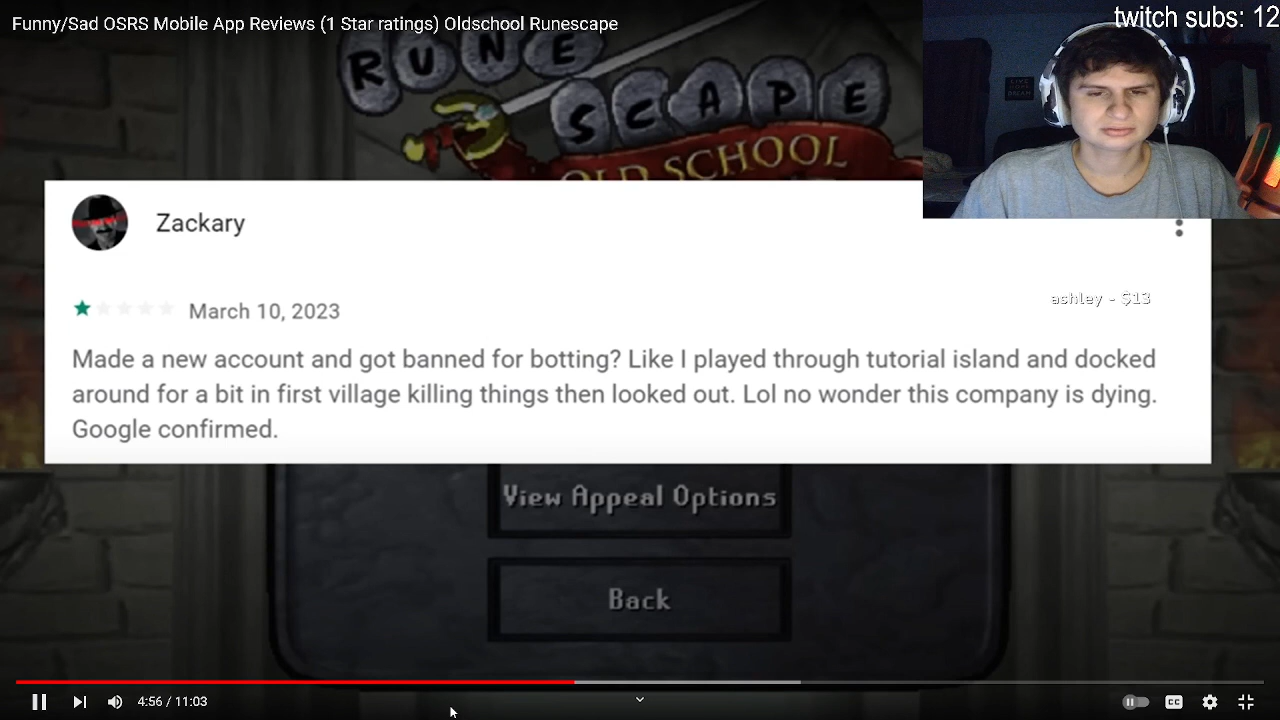 Funny/Sad OSRS Mobile App Reviews (1 Star ratings) Oldschool Runescape
twitch subs: 12
RUNE
SCAPE
OLD SCHOOL
Zackary
March 10, 2023
ashley - $13
Made a new account and got banned for botting? Like I played through tutorial island and docked
around for a bit in first village killing things then looked out. Lol no wonder this company is dying.
Google confirmed.
View Appeal Options
Back
4:56 / 11:03
CC